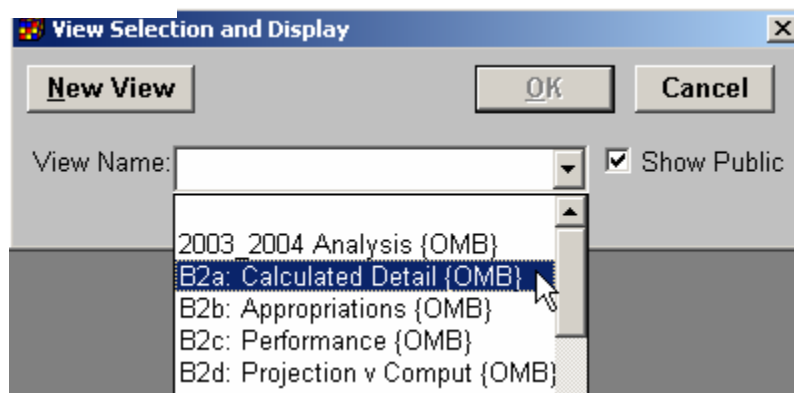 View Selection and Display
New View OK Cancel
View Name: Show Public
2003_2004 Analysis {OMB}
B2a: Calculated Detail {OMB}
B2b: Appropriations {OMB}
B2c: Performance {OMB}
B2d: Projection v Comput {OMB}